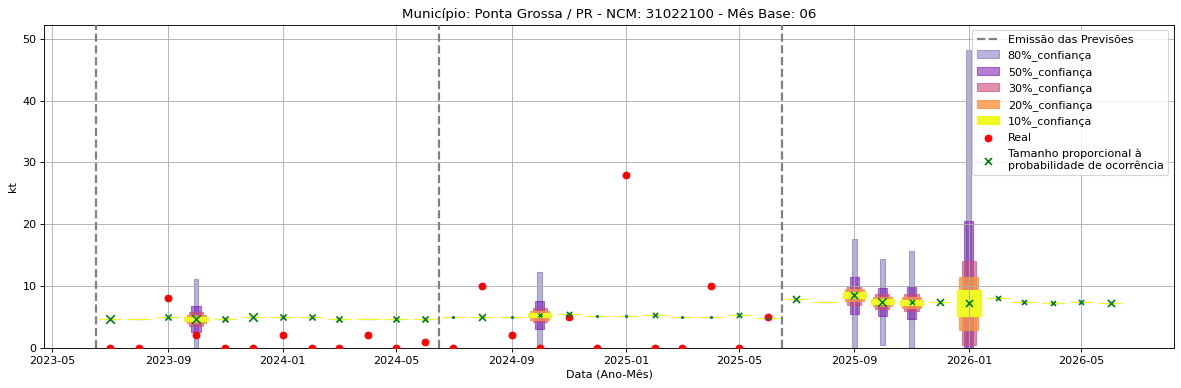 Município: Ponta Grossa / PR - NCM: 31022100 - Mês Base: 06
kt
50
40
30
20
10
0
Emissão das Previsões
80%_confiança
50%_confiança
30%_confiança
20%_confiança
10%_confiança
Real
Tamanho proporcional à
probabilidade de ocorrência
2023-05 2023-09 2024-01 2024-05 2024-09 2025-01 2025-05 2025-09 2026-01 2026-05
Data (Ano-Mês)